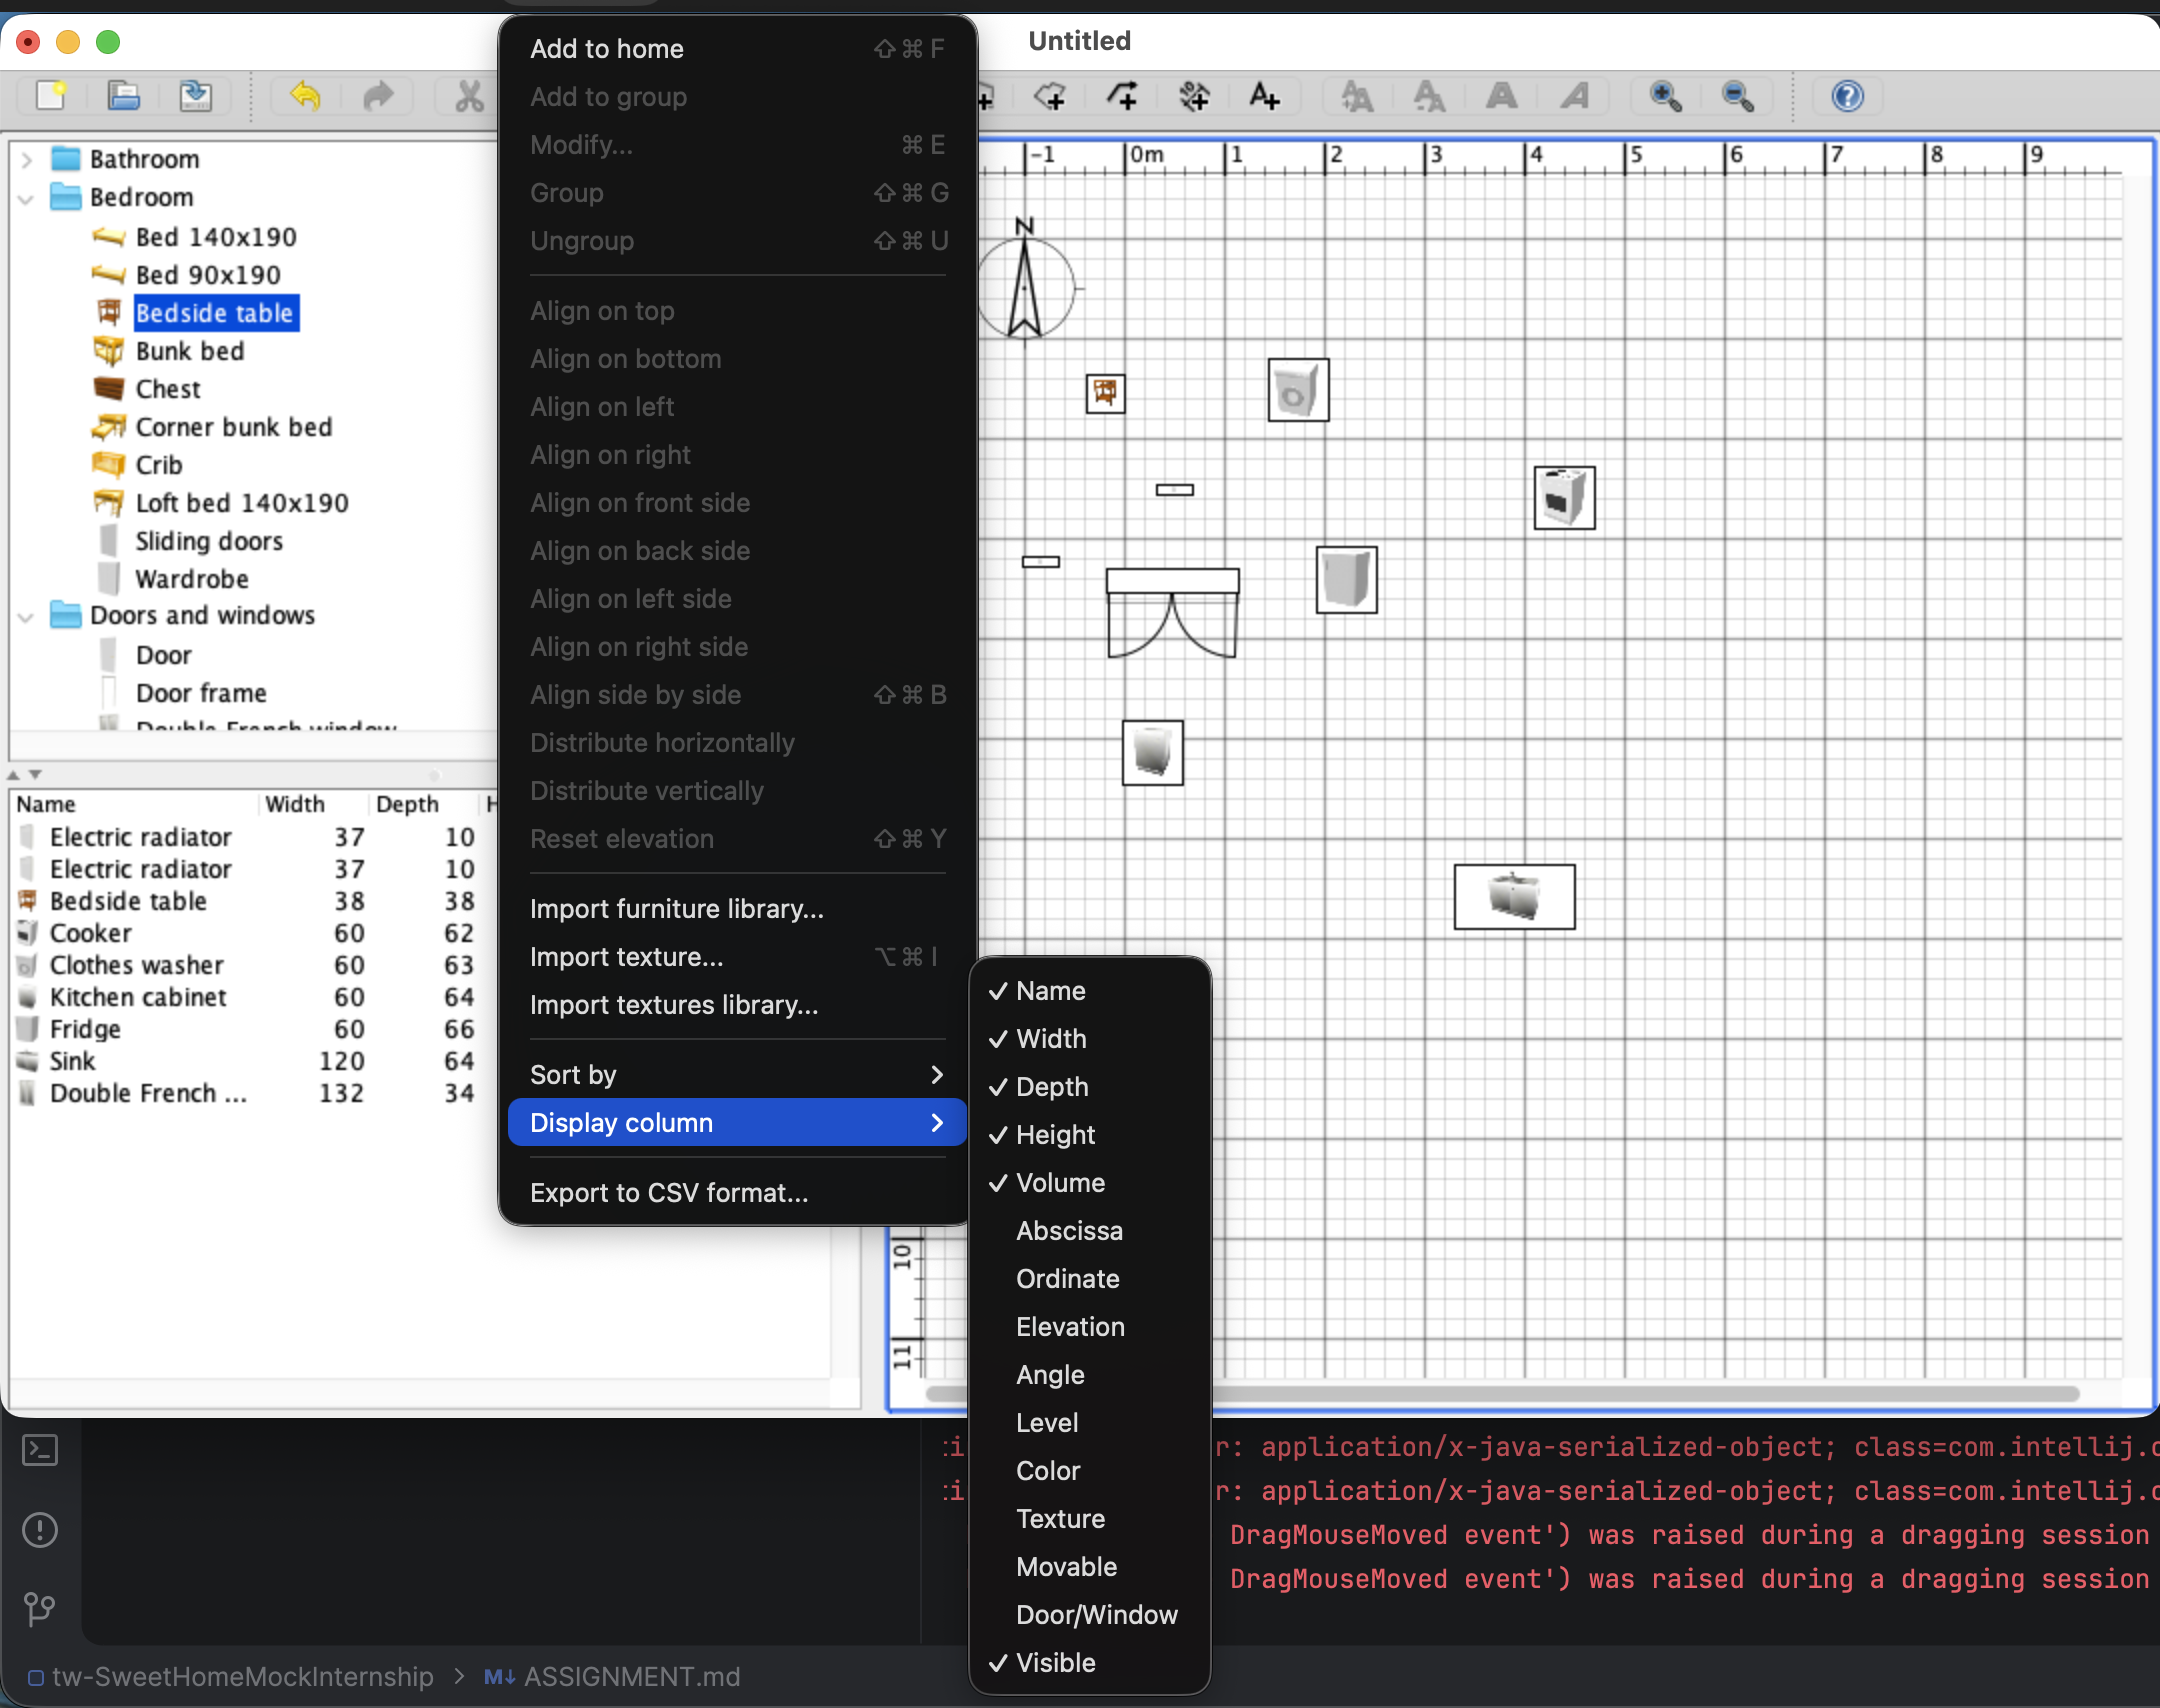 Untitled
Add to home ⇧⌘F
Add to group
Modify... ⌘E
Group ⇧⌘G
Ungroup ⇧⌘U
Align on top
Align on bottom
Align on left
Align on right
Align on front side
Align on back side
Align on left side
Align on right side
Align side by side ⇧⌘B
Distribute horizontally
Distribute vertically
Reset elevation ⇧⌘Y
Import furniture library...
Import texture... ⌥⌘I
Import textures library...
Sort by
Display column
Export to CSV format...
Name
Width
Depth
Height
Volume
Abscissa
Ordinate
Elevation
Angle
Level
Color
Texture
Movable
Door/Window
Visible
Bathroom
Bedroom
Bed 140x190
Bed 90x190
Bedside table
Bunk bed
Chest
Corner bunk bed
Crib
Loft bed 140x190
Sliding doors
Wardrobe
Doors and windows
Door
Door frame
Double French window
Name Width Depth H
Electric radiator 37 10
Electric radiator 37 10
Bedside table 38 38
Cooker 60 62
Clothes washer 60 63
Kitchen cabinet 60 64
Fridge 60 66
Sink 120 64
Double French ... 132 34
-1 0m 1 2 3 4 5 6 7 8 9
N
10
11
r: application/x-java-serialized-object; class=com.intellij.
r: application/x-java-serialized-object; class=com.intellij.
DragMouseMoved event') was raised during a dragging session
DragMouseMoved event') was raised during a dragging session
tw-SweetHomeMockInternship > M↓ ASSIGNMENT.md